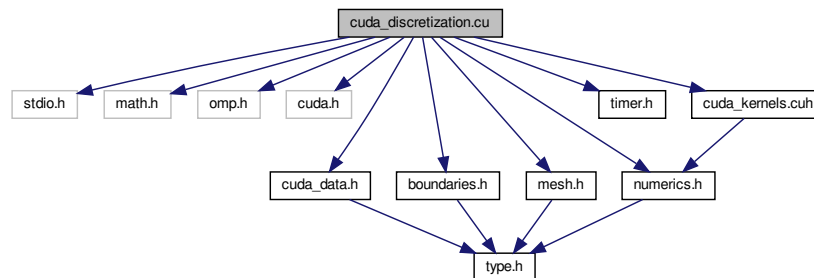 cuda_discretization.cu
stdio.h
math.h
omp.h
cuda.h
timer.h
cuda_kernels.cuh
cuda_data.h
boundaries.h
mesh.h
numerics.h
type.h